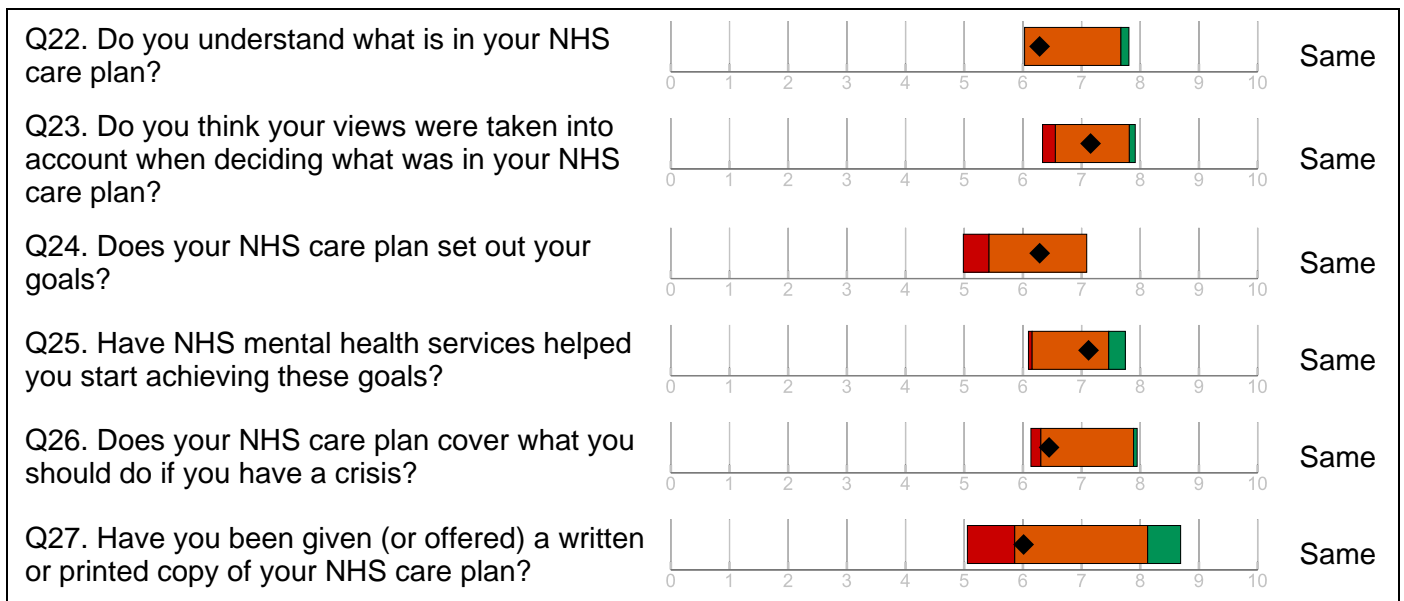 Q22. Do you understand what is in your NHS
care plan?
0 1 2 3 4 5 6 7 8 9 10
Same
Q23. Do you think your views were taken into
account when deciding what was in your NHS
care plan?
0 1 2 3 4 5 6 7 8 9 10
Same
Q24. Does your NHS care plan set out your
goals?
0 1 2 3 4 5 6 7 8 9 10
Same
Q25. Have NHS mental health services helped
you start achieving these goals?
0 1 2 3 4 5 6 7 8 9 10
Same
Q26. Does your NHS care plan cover what you
should do if you have a crisis?
0 1 2 3 4 5 6 7 8 9 10
Same
Q27. Have you been given (or offered) a written
or printed copy of your NHS care plan?
0 1 2 3 4 5 6 7 8 9 10
Same